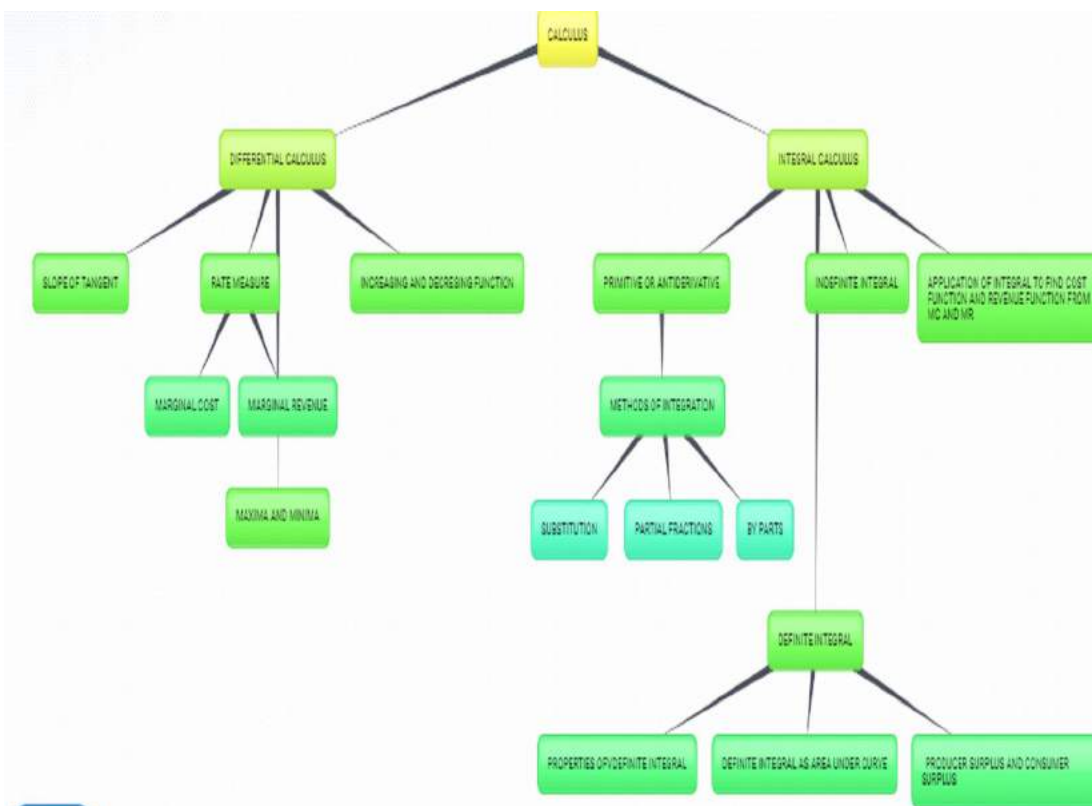 CALCULUS
DIFFERENTIAL CALCULUS
INTEGRAL CALCULUS
SLOPE OF TANGENT
RATE MEASURE
INCREASING AND DECRESING FUNCTION
PRIMITIVE OR ANTIDERIVATIVE
INDEFINITE INTEGRAL
APPLICATION OF INTEGRAL TO FIND COST
FUNCTION AND REVENUE FUNCTION FROM
MC AND MR
MARGINAL COST
MARGINAL REVENUE
METHODS OF INTEGRATION
MAXIMA AND MINIMA
SUBSTITUTION
PARTIAL FRACTIONS
BY PARTS
DEFINITE INTEGRAL
PROPERTIES OFVDEFINITE INTEGRAL
DEFINITE INTEGRAL AS AREA UNDER CURVE
PRODUCER SURPLUS AND CONSUMER
SURPLUS